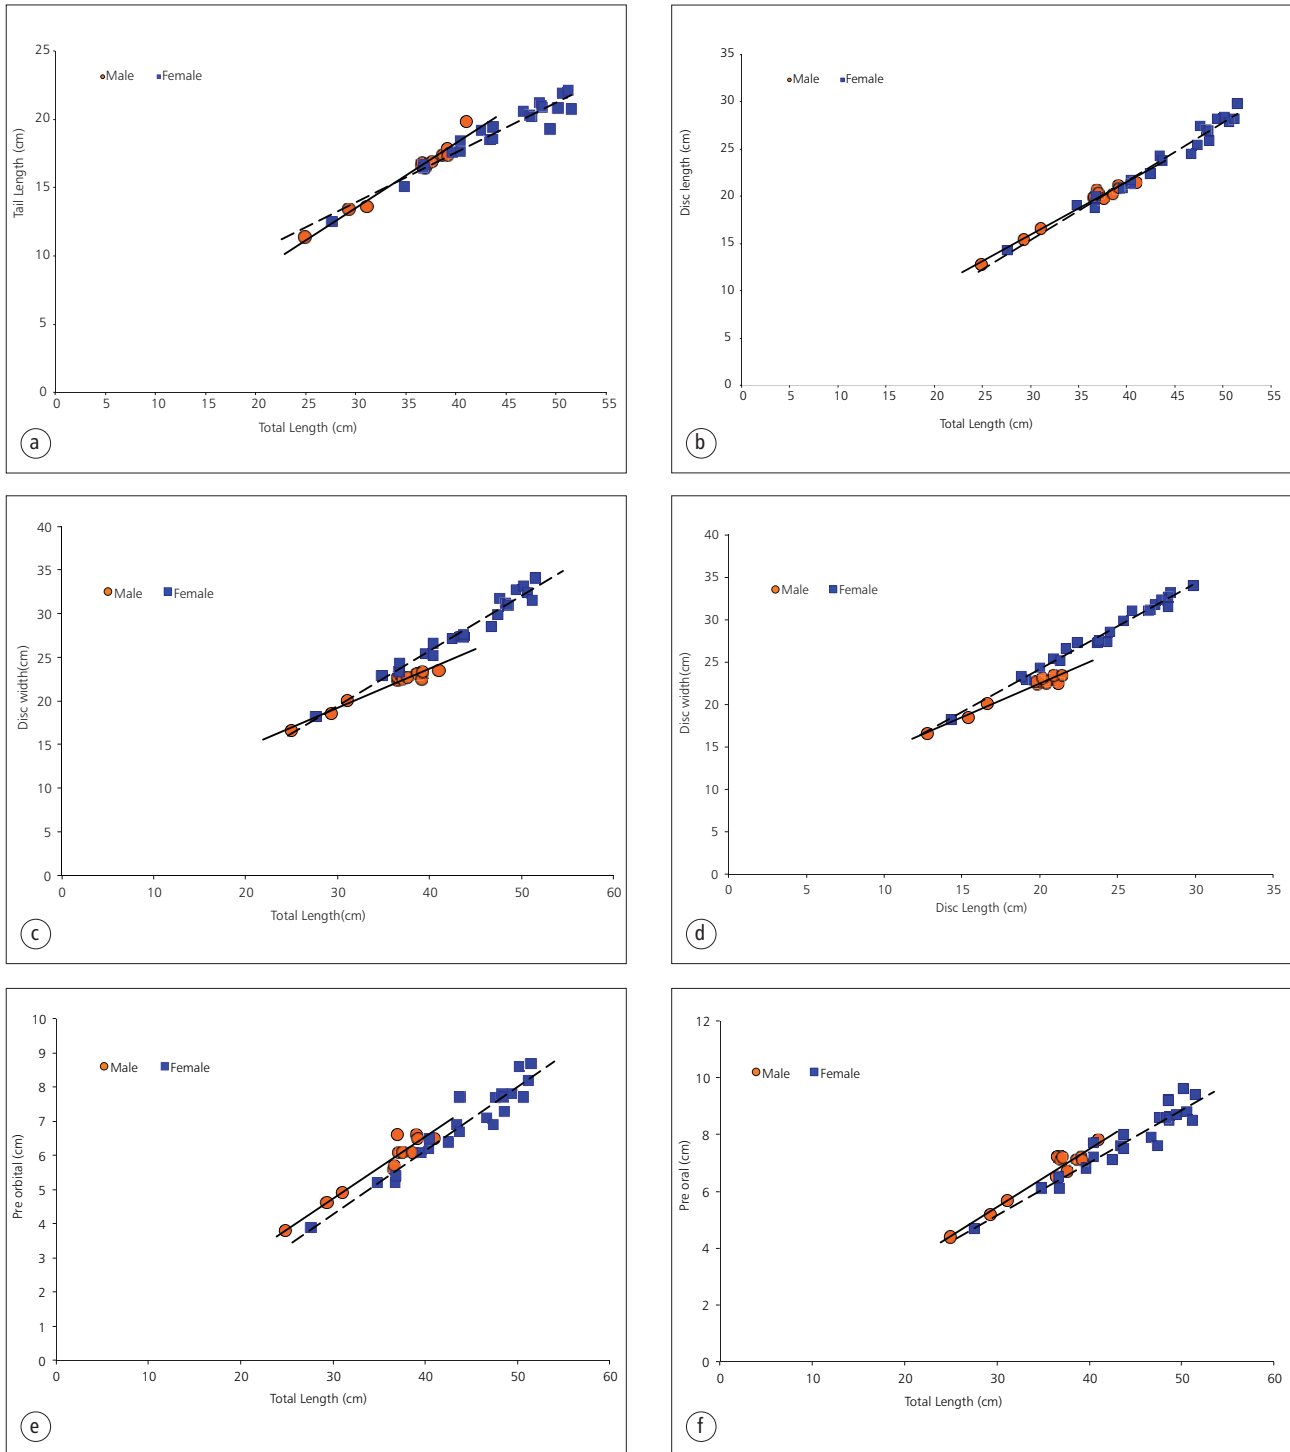 25
20
15
10
5
0
Tail Length (cm)
Male Female
0 5 10 15 20 25 30 35 40 45 50 55
Total Length (cm)
a
35
30
25
20
15
10
5
0
Disc length (cm)
Male Female
0 5 10 15 20 25 30 35 40 45 50 55
Total Length (cm)
b
40
35
30
25
20
15
10
5
0
Disc width(cm)
Male Female
0 10 20 30 40 50 60
Total Length(cm)
c
40
35
30
25
20
15
10
5
0
Disc width(cm)
Male Female
0 5 10 15 20 25 30 35
Disc Length (cm)
d
10
9
8
7
6
5
4
3
2
1
0
Pre orbital (cm)
Male Female
0 10 20 30 40 50 60
Total Length (cm)
e
12
10
8
6
4
2
0
Pre oral (cm)
Male Female
0 10 20 30 40 50 60
Total Length (cm)
f